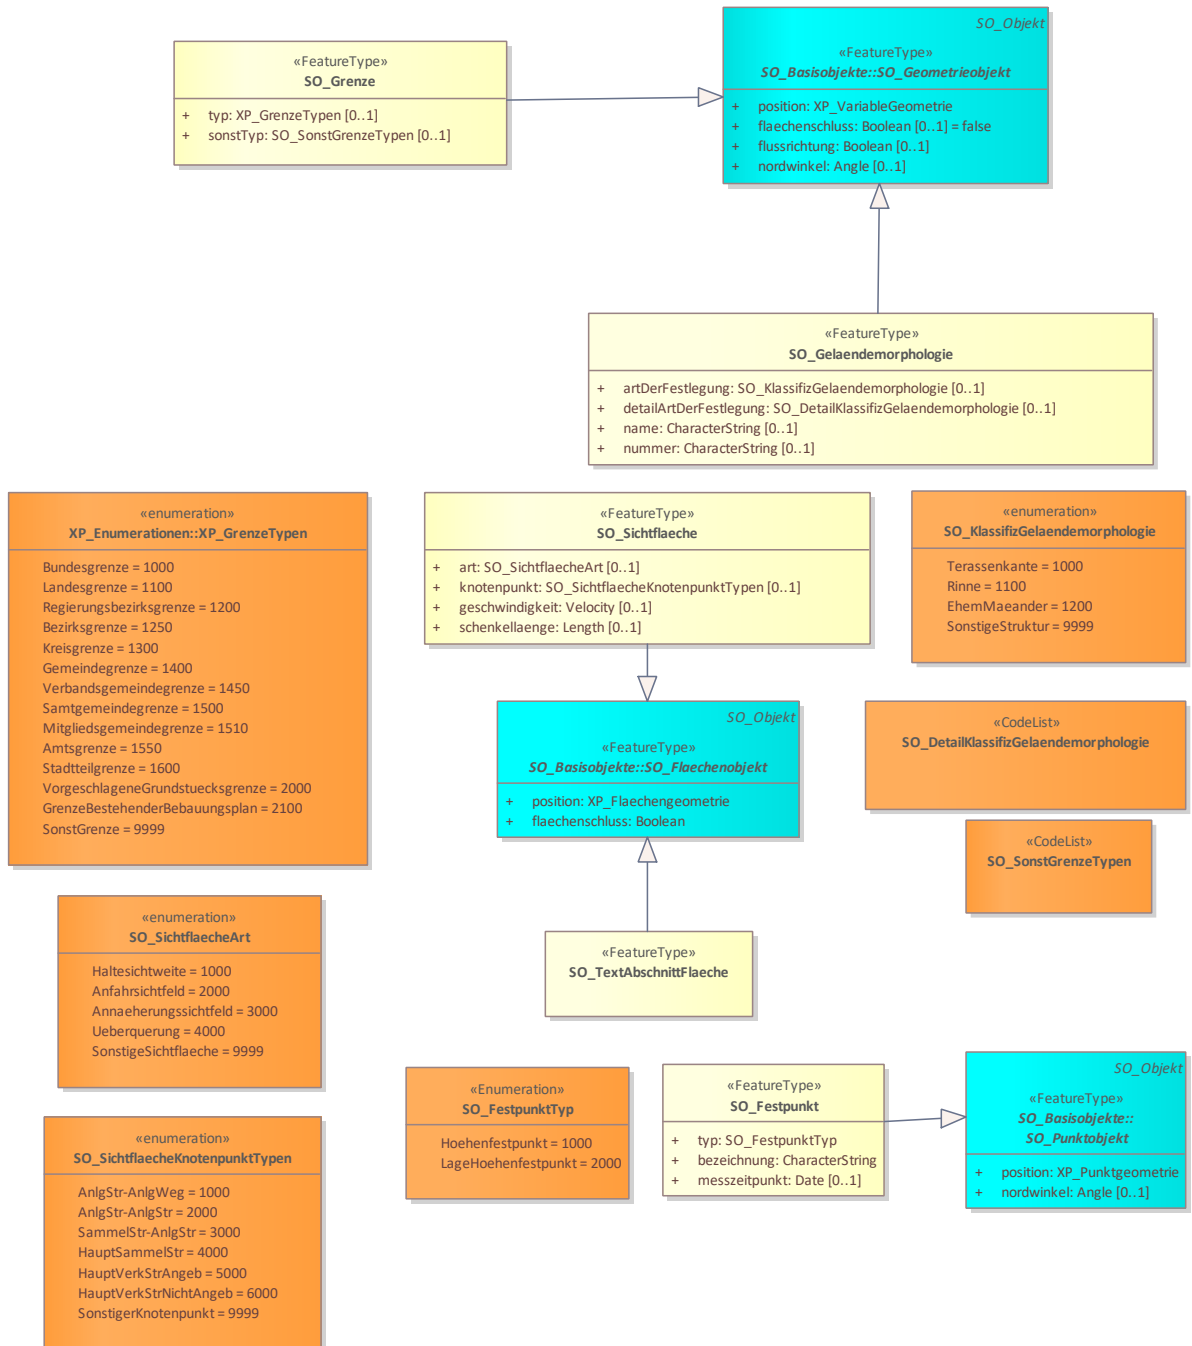 «FeatureType»
SO_Grenze
+ typ: XP_GrenzeTypen [0..1]
+ sonstTyp: SO_SonstGrenzeTypen [0..1]
SO_Objekt
«FeatureType»
SO_Basisobjekte::SO_Geometrieobjekt
+ position: XP_VariableGeometrie
+ flaechenschluss: Boolean [0..1] = false
+ flussrichtung: Boolean [0..1]
+ nordwinkel: Angle [0..1]
«FeatureType»
SO_Gelaendemorphologie
+ artDerFestlegung: SO_KlassifizGelaendemorphologie [0..1]
+ detailArtDerFestlegung: SO_DetailKlassifizGelaendemorphologie [0..1]
+ name: CharacterString [0..1]
+ nummer: CharacterString [0..1]
«enumeration»
XP_Enumerationen::XP_GrenzeTypen
Bundesgrenze = 1000
Landesgrenze = 1100
Regierungsbezirksgrenze = 1200
Bezirksgrenze = 1250
Kreisgrenze = 1300
Gemeindegrenze = 1400
Verbandsgemeindegrenze = 1450
Samtgemeindegrenze = 1500
Mitgliedsgemeindegrenze = 1510
Amtsgrenze = 1550
Stadtteilgrenze = 1600
VorgeschlageneGrundstuecksgrenze = 2000
GrenzeBestehenderBebauungsplan = 2100
SonstGrenze = 9999
«FeatureType»
SO_Sichtflaeche
+ art: SO_SichtflaecheArt [0..1]
+ knotenpunkt: SO_SichtflaecheKnotenpunktTypen [0..1]
+ geschwindigkeit: Velocity [0..1]
+ schenkellaenge: Length [0..1]
«enumeration»
SO_KlassifizGelaendemorphologie
Terassenkante = 1000
Rinne = 1100
EhemMaeander = 1200
SonstigeStruktur = 9999
SO_Objekt
«FeatureType»
SO_Basisobjekte::SO_Flaechenobjekt
+ position: XP_Flaechengeometrie
+ flaechenschluss: Boolean
«CodeList»
SO_DetailKlassifizGelaendemorphologie
«CodeList»
SO_SonstGrenzeTypen
«enumeration»
SO_SichtflaecheArt
Haltesichtweite = 1000
Anfahrsichtfeld = 2000
Annaeherungssichtfeld = 3000
Ueberquerung = 4000
SonstigeSichtflaeche = 9999
«FeatureType»
SO_TextAbschnittFlaeche
«Enumeration»
SO_FestpunktTyp
Hoehenfestpunkt = 1000
LageHoehenfestpunkt = 2000
«FeatureType»
SO_Festpunkt
+ typ: SO_FestpunktTyp
+ bezeichnung: CharacterString
+ messzeitpunkt: Date [0..1]
SO_Objekt
«FeatureType»
SO_Basisobjekte::
SO_Punktobjekt
+ position: XP_Punktgeometrie
+ nordwinkel: Angle [0..1]
«enumeration»
SO_SichtflaecheKnotenpunktTypen
AnlgStr-AnlgWeg = 1000
AnlgStr-AnlgStr = 2000
SammelStr-AnlgStr = 3000
HauptSammelStr = 4000
HauptVerkStrAngeb = 5000
HauptVerkStrNichtAngeb = 6000
SonstigerKnotenpunkt = 9999